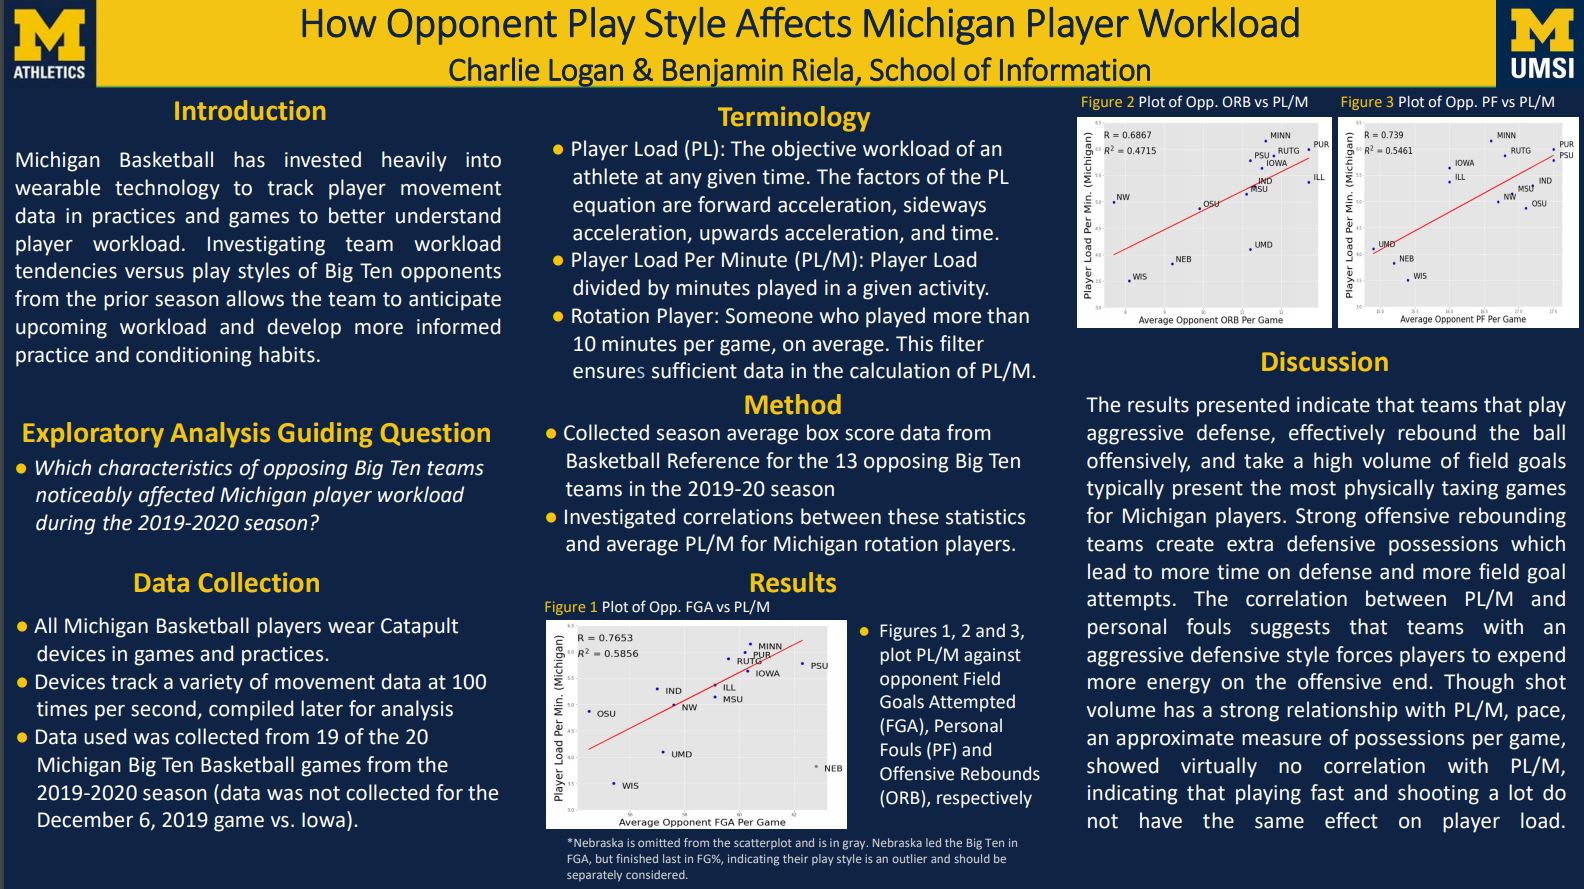 M
ATHLETICS
How Opponent Play Style Affects Michigan Player Workload
Charlie Logan & Benjamin Riela, School of Information
M
UMSI
Introduction
Michigan Basketball has invested heavily into
wearable technology to track player movement
data in practices and games to better understand
player workload. Investigating team workload
tendencies versus play styles of Big Ten opponents
from the prior season allows the team to anticipate
upcoming workload and develop more informed
practice and conditioning habits.
Exploratory Analysis Guiding Question
● Which characteristics of opposing Big Ten teams
noticeably affected Michigan player workload
during the 2019-2020 season?
Data Collection
● All Michigan Basketball players wear Catapult
devices in games and practices.
● Devices track a variety of movement data at 100
times per second, compiled later for analysis
● Data used was collected from 19 of the 20
Michigan Big Ten Basketball games from the
2019-2020 season (data was not collected for the
December 6, 2019 game vs. Iowa).
Terminology
● Player Load (PL): The objective workload of an
athlete at any given time. The factors of the PL
equation are forward acceleration, sideways
acceleration, upwards acceleration, and time.
● Player Load Per Minute (PL/M): Player Load
divided by minutes played in a given activity.
● Rotation Player: Someone who played more than
10 minutes per game, on average. This filter
ensures sufficient data in the calculation of PL/M.
Method
● Collected season average box score data from
Basketball Reference for the 13 opposing Big Ten
teams in the 2019-20 season
● Investigated correlations between these statistics
and average PL/M for Michigan rotation players.
Results
Figure 1 Plot of Opp. FGA vs PL/M
R = 0.7653
R² = 0.5856
Player Load Per Min. (Michigan)
MINN
PUR
RUTG
PSU
IOWA
IND
ILL
MSU
NW
OSU
UMD
NEB
WIS
Average Opponent FGA Per Game
● Figures 1, 2 and 3,
plot PL/M against
opponent Field
Goals Attempted
(FGA), Personal
Fouls (PF) and
Offensive Rebounds
(ORB), respectively
*Nebraska is omitted from the scatterplot and is in gray. Nebraska led the Big Ten in
FGA, but finished last in FG%, indicating their play style is an outlier and should be
separately considered.
Figure 2 Plot of Opp. ORB vs PL/M
R = 0.6867
R² = 0.4715
Player Load Per Min. (Michigan)
MINN
PUR
RUTG
PSU
IOWA
ILL
IND
MSU
NW
OSU
UMD
NEB
WIS
Average Opponent ORB Per Game
Figure 3 Plot of Opp. PF vs PL/M
R = 0.739
R² = 0.5461
Player Load Per Min. (Michigan)
MINN
PUR
RUTG
PSU
IOWA
ILL
IND
MSU
NW
OSU
UMD
NEB
WIS
Average Opponent PF Per Game
Discussion
The results presented indicate that teams that play
aggressive defense, effectively rebound the ball
offensively, and take a high volume of field goals
typically present the most physically taxing games
for Michigan players. Strong offensive rebounding
teams create extra defensive possessions which
lead to more time on defense and more field goal
attempts. The correlation between PL/M and
personal fouls suggests that teams with an
aggressive defensive style forces players to expend
more energy on the offensive end. Though shot
volume has a strong relationship with PL/M, pace,
an approximate measure of possessions per game,
showed virtually no correlation with PL/M,
indicating that playing fast and shooting a lot do
not have the same effect on player load.